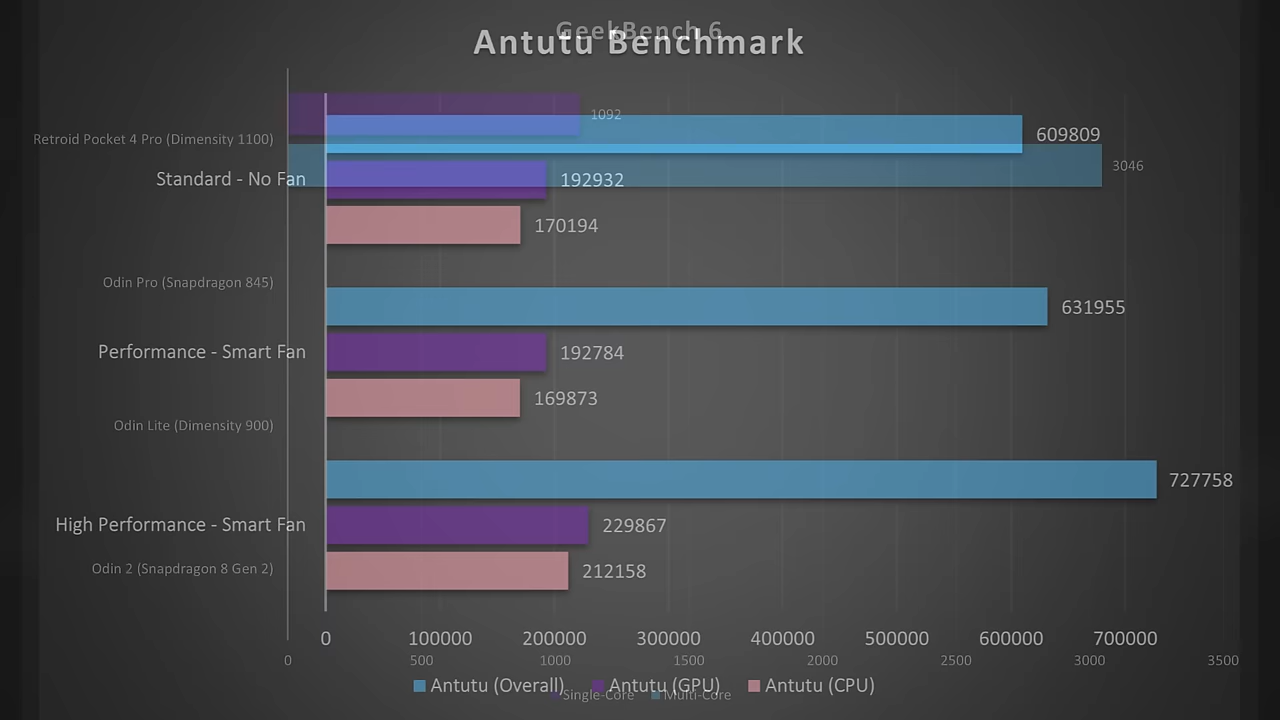 GeekBench 6
Antutu Benchmark
1092
Retroid Pocket 4 Pro (Dimensity 1100)
609809
3046
Standard - No Fan
192932
170194
Odin Pro (Snapdragon 845)
631955
Performance - Smart Fan
192784
169873
Odin Lite (Dimensity 900)
727758
High Performance - Smart Fan
229867
Odin 2 (Snapdragon 8 Gen 2)
212158
0 100000 200000 300000 400000 500000 600000 700000
0 500 1000 1500 2000 2500 3000 3500
Antutu (Overall) Antutu (GPU) Antutu (CPU)
Single-Core Multi-Core